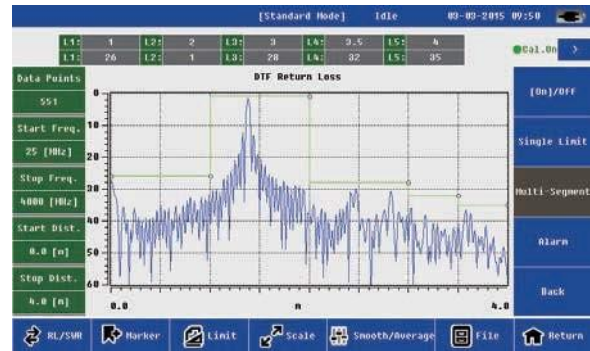 [Standard Mode] Idle 03-03-2015 09:50
L1: 1 L2: 2 L3: 3 L4: 3.5 L5: 4
L1: 26 L2: 1 L3: 28 L4: 32 L5: 35
Cal.On >
Data Points
551
Start Freq.
25 [MHz]
Stop Freq.
4000 [MHz]
Start Dist.
0.0 [m]
Stop Dist.
4.0 [m]
DTF Return Loss
0
10
20
30
40
50
60
0.0 m 4.0
[On]/OFF
Single Limit
Multi-Segment
Alarm
Back
RL/SWR Marker Limit Scale Smooth/Average File Return